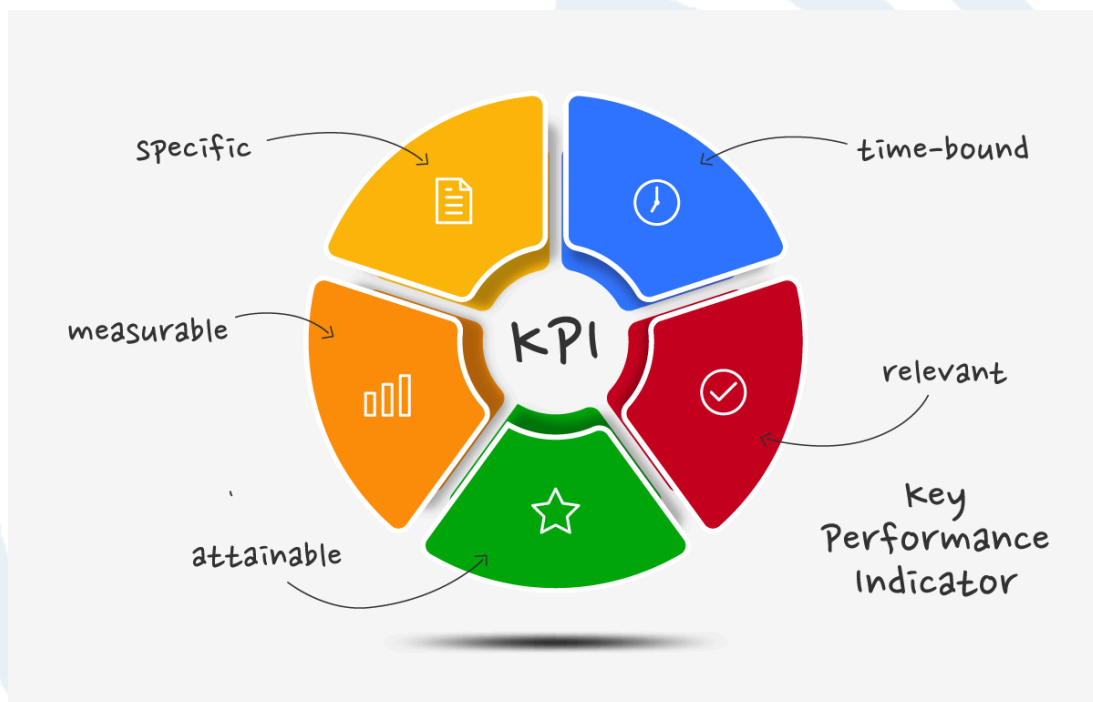 specific
time-bound
measurable
KPI
relevant
attainable
Key
Performance
Indicator